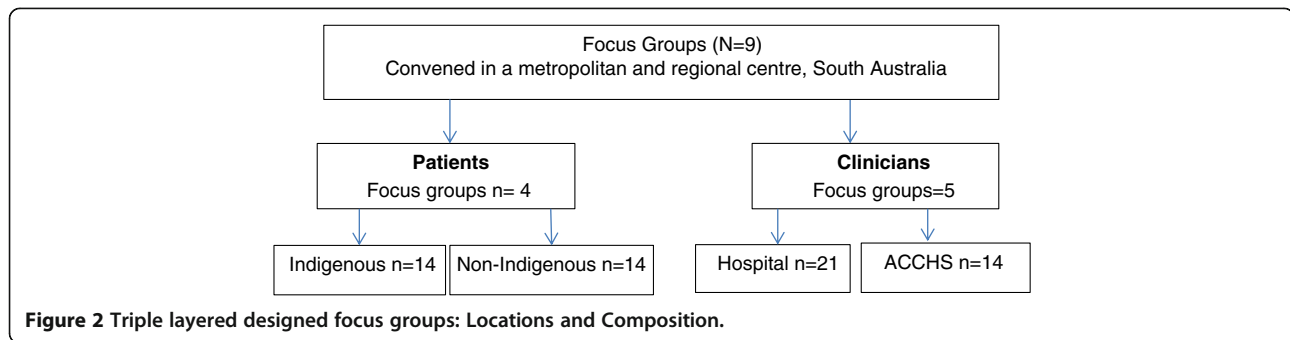 Focus Groups (N=9)
Convened in a metropolitan and regional centre, South Australia
Patients
Focus groups n= 4
Clinicians
Focus groups=5
Indigenous n=14
Non-Indigenous n=14
Hospital n=21
ACCHS n=14
Figure 2 Triple layered designed focus groups: Locations and Composition.